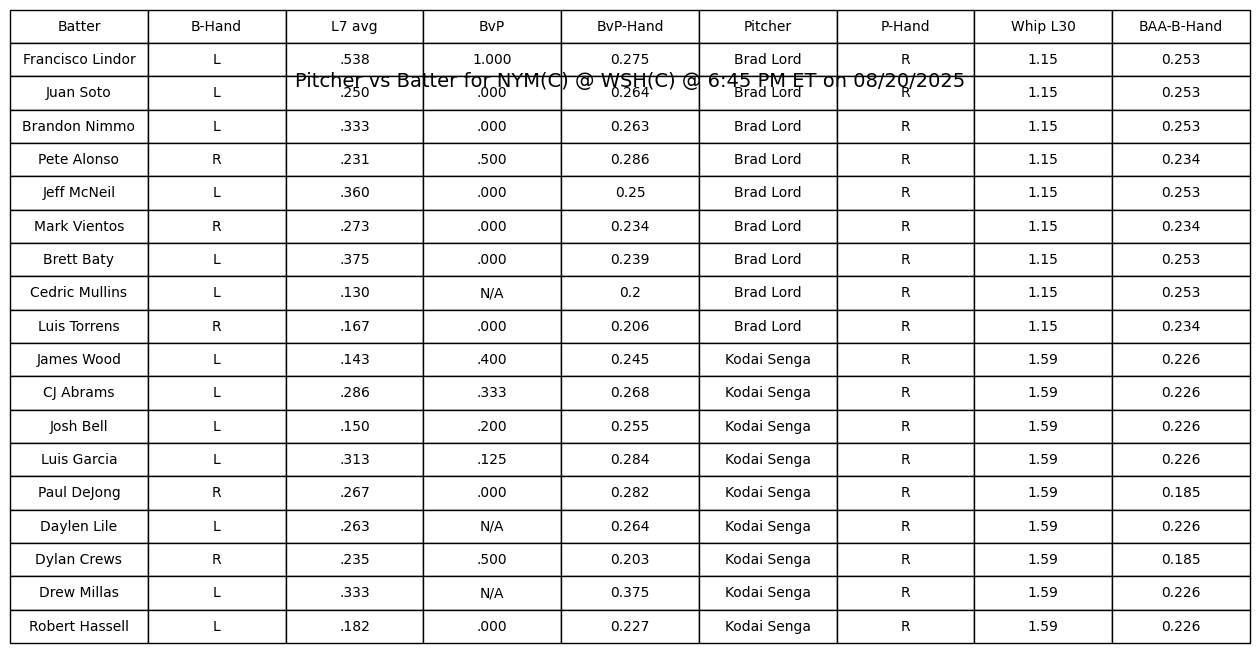 Batter B-Hand L7 avg BvP BvP-Hand Pitcher P-Hand Whip L30 BAA-B-Hand
Francisco Lindor L .538 1.000 0.275 Brad Lord R 1.15 0.253
Pitcher vs Batter for NYM(C) @ WSH(C) @ 6:45 PM ET on 08/20/2025
Juan Soto L .250 .000 0.264 Brad Lord R 1.15 0.253
Brandon Nimmo L .333 .000 0.263 Brad Lord R 1.15 0.253
Pete Alonso R .231 .500 0.286 Brad Lord R 1.15 0.234
Jeff McNeil L .360 .000 0.25 Brad Lord R 1.15 0.253
Mark Vientos R .273 .000 0.234 Brad Lord R 1.15 0.234
Brett Baty L .375 .000 0.239 Brad Lord R 1.15 0.253
Cedric Mullins L .130 N/A 0.2 Brad Lord R 1.15 0.253
Luis Torrens R .167 .000 0.206 Brad Lord R 1.15 0.234
James Wood L .143 .400 0.245 Kodai Senga R 1.59 0.226
CJ Abrams L .286 .333 0.268 Kodai Senga R 1.59 0.226
Josh Bell L .150 .200 0.255 Kodai Senga R 1.59 0.226
Luis Garcia L .313 .125 0.284 Kodai Senga R 1.59 0.226
Paul DeJong R .267 .000 0.282 Kodai Senga R 1.59 0.185
Daylen Lile L .263 N/A 0.264 Kodai Senga R 1.59 0.226
Dylan Crews R .235 .500 0.203 Kodai Senga R 1.59 0.185
Drew Millas L .333 N/A 0.375 Kodai Senga R 1.59 0.226
Robert Hassell L .182 .000 0.227 Kodai Senga R 1.59 0.226